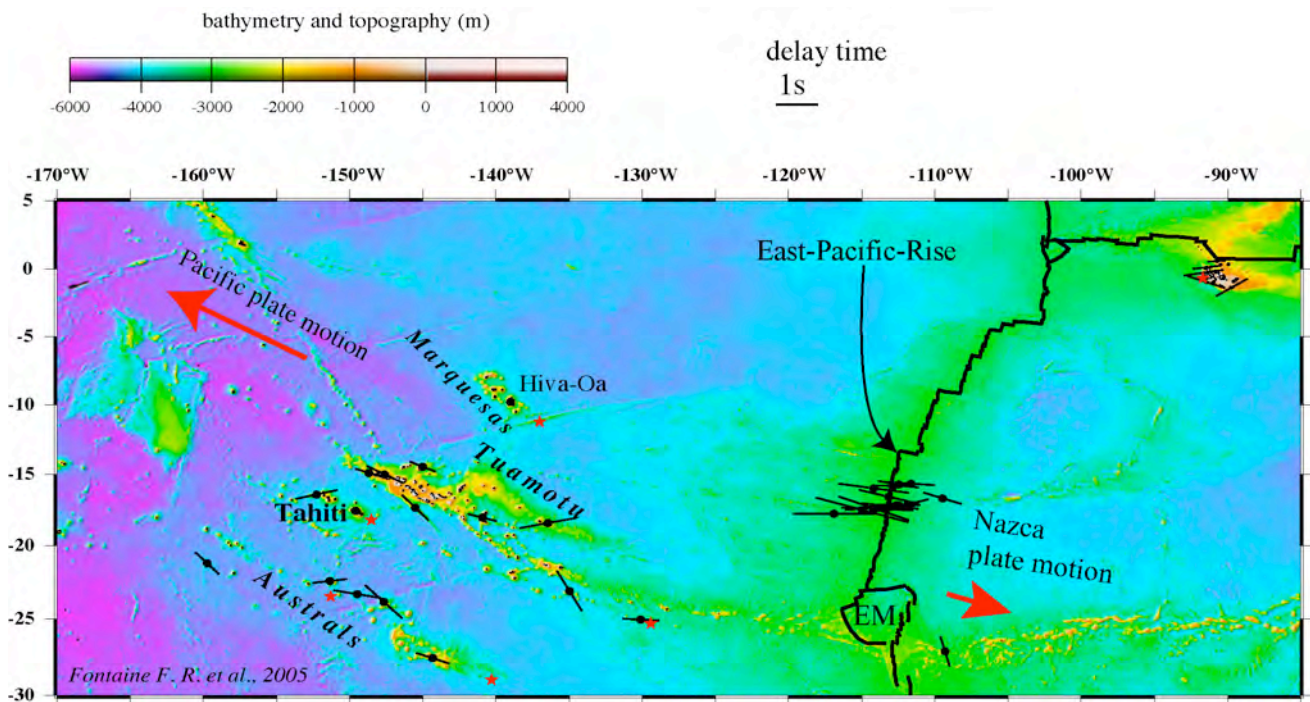 bathymetry and topography (m)
-6000 -4000 -3000 -2000 -1000 0 1000 4000
delay time
1s
-170°W -160°W -150°W -140°W -130°W -120°W -110°W -100°W -90°W
5
0
-5
-10
-15
-20
-25
-30
East-Pacific-Rise
Pacific plate motion
Marquesas
Hiva-Oa
Tuamotu
Tahiti
Nazca
plate motion
Australs
EM
Fontaine F. R. et al., 2005